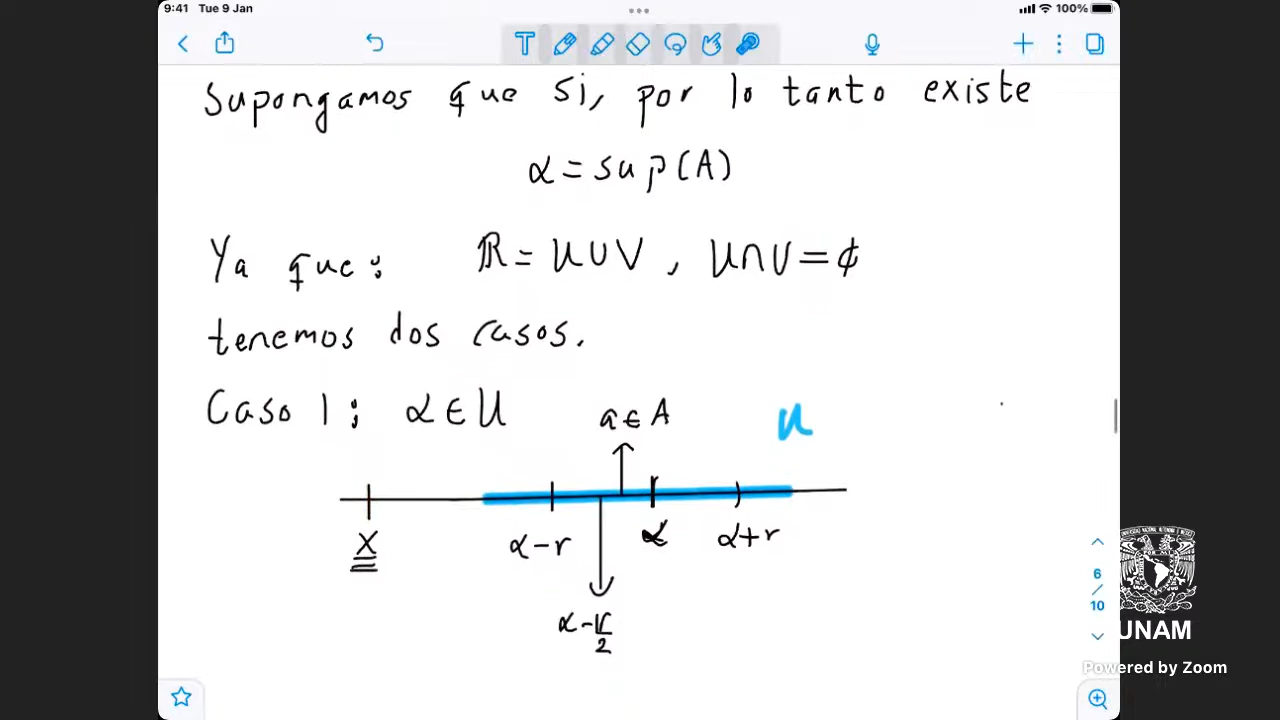 9:41 Tue 9 Jan
100%
T
Supongamos que si, por lo tanto existe
α = sup(A)
Ya que: ℝ = U ∪ V, U ∩ V = ∅
tenemos dos casos.
Caso 1: α ∈ U
a ∈ A
U
x
α-r
α
α+r
α - r/2
6
/
10
UNAM
Powered by Zoom